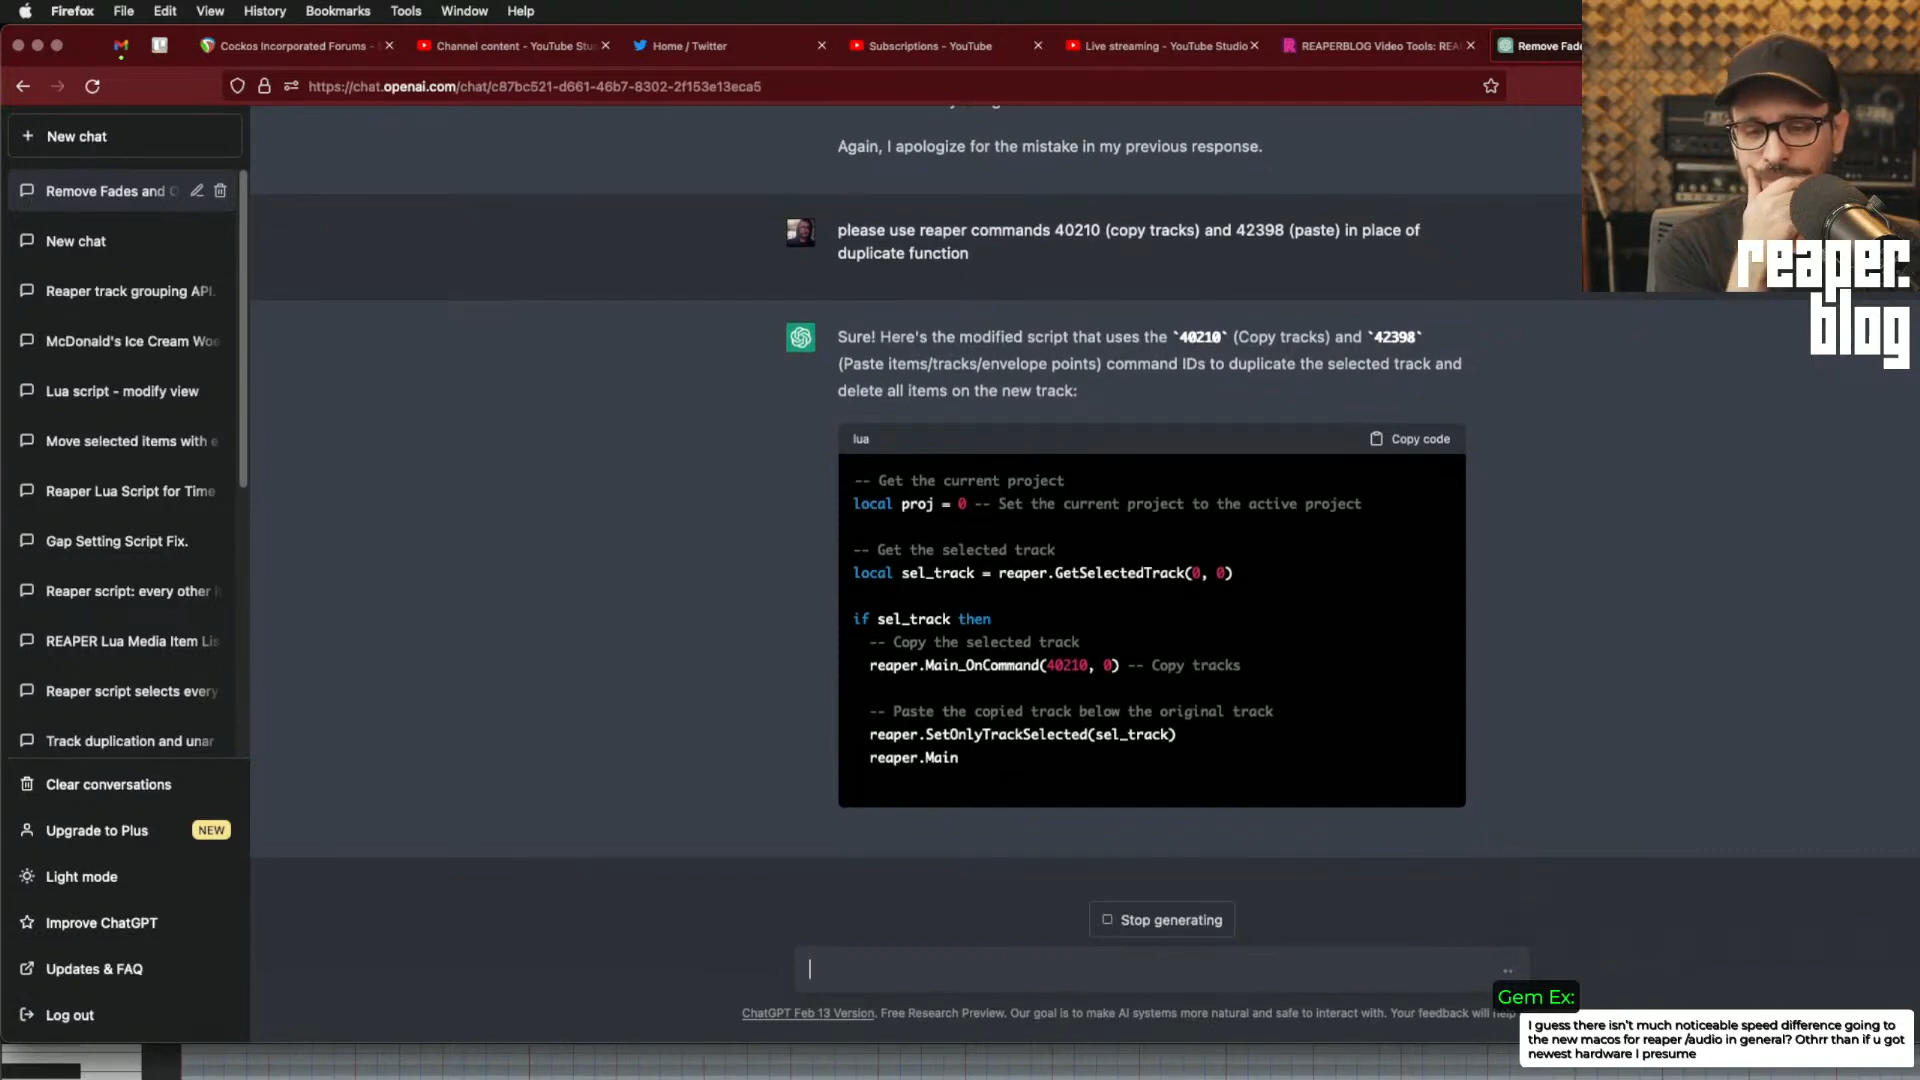 Firefox File Edit View History Bookmarks Tools Window Help
Cockos Incorporated Forums -
Channel content - YouTube Stu
Home / Twitter
Subscriptions - YouTube
Live streaming - YouTube Studio
REAPERBLOG Video Tools: REA
Remove Fade
https://chat.openai.com/chat/c87bc521-d661-46b7-8302-2f153e13eca5
+ New chat
Remove Fades and
New chat
Reaper track grouping API.
McDonald's Ice Cream Woe
Lua script - modify view
Move selected items with e
Reaper Lua Script for Time
Gap Setting Script Fix.
Reaper script: every other
REAPER Lua Media Item Lis
Reaper script selects every
Track duplication and unar
Clear conversations
Upgrade to Plus NEW
Light mode
Improve ChatGPT
Updates & FAQ
Log out
Again, I apologize for the mistake in my previous response.
please use reaper commands 40210 (copy tracks) and 42398 (paste) in place of
duplicate function
Sure! Here's the modified script that uses the `40210` (Copy tracks) and `42398`
(Paste items/tracks/envelope points) command IDs to duplicate the selected track and
delete all items on the new track:
lua Copy code
-- Get the current project
local proj = 0 -- Set the current project to the active project
-- Get the selected track
local sel_track = reaper.GetSelectedTrack(0, 0)
if sel_track then
-- Copy the selected track
reaper.Main_OnCommand(40210, 0) -- Copy tracks
-- Paste the copied track below the original track
reaper.SetOnlyTrackSelected(sel_track)
reaper.Main
Stop generating
ChatGPT Feb 13 Version. Free Research Preview. Our goal is to make AI systems more natural and safe to interact with. Your feedback will help
reaper.
blog
Gem Ex:
I guess there isn't much noticeable speed difference going to
the new macos for reaper /audio in general? Othrr than if u got
newest hardware I presume